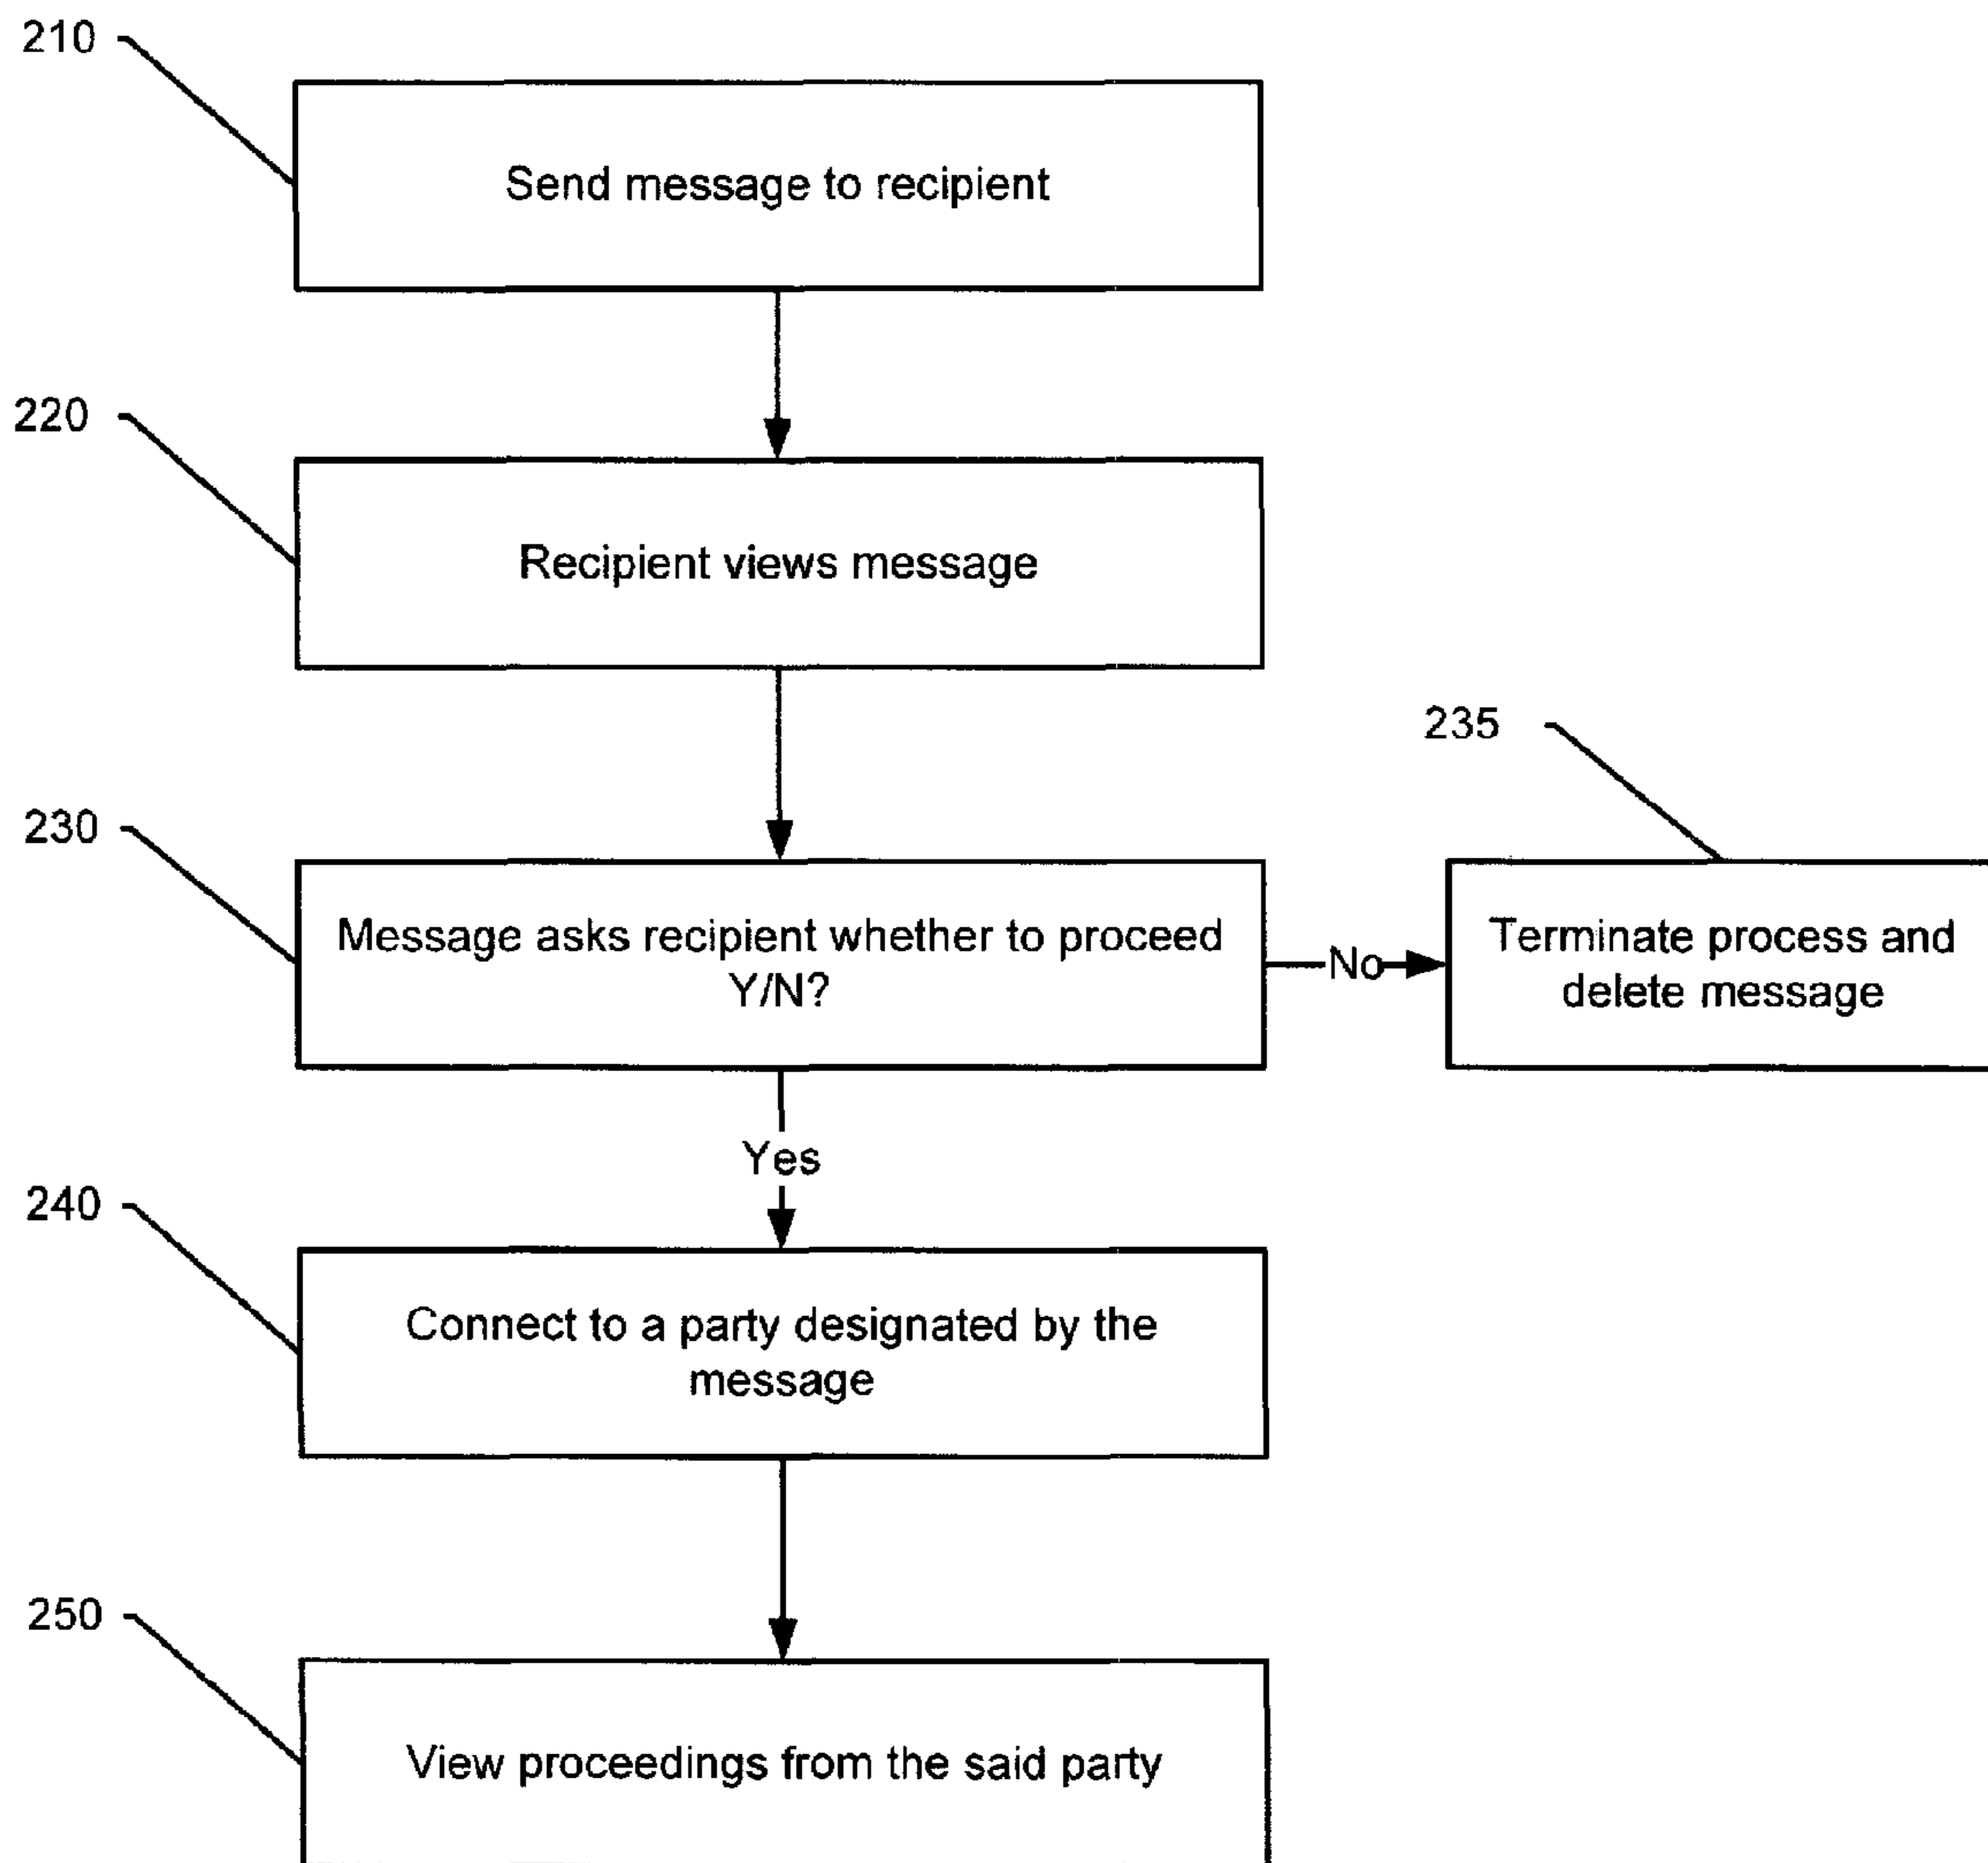 210
Send message to recipient
220
Recipient views message
235
230
Message asks recipient whether to proceed
Y/N?
No
Terminate process and
delete message
Yes
240
Connect to a party designated by the
message
250
View proceedings from the said party